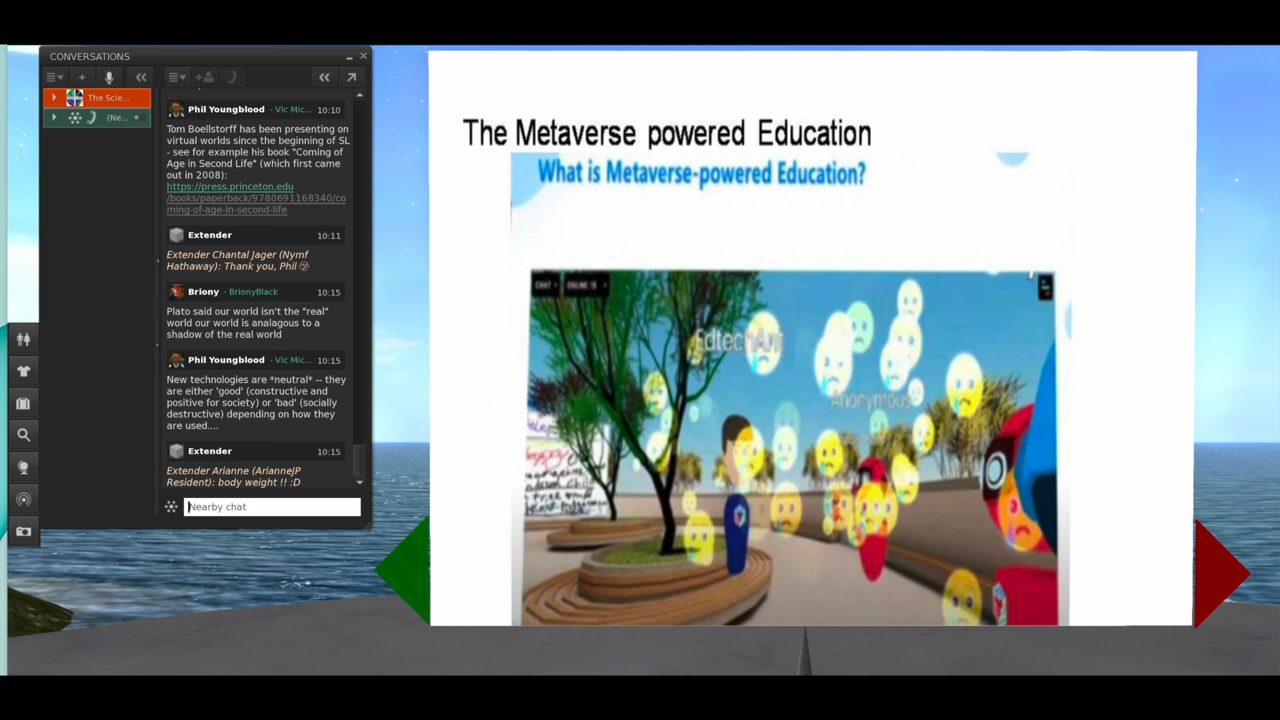 CONVERSATIONS
The Scie...
(Ne...
Phil Youngblood - Vic Mic... 10:10
Tom Boellstorff has been presenting on
virtual worlds since the beginning of SL
- see for example his book "Coming of
Age in Second Life" (which first came
out in 2008):
https://press.princeton.edu
/books/paperback/9780691168340/co
ming-of-age-in-second-life
Extender 10:11
Extender Chantal Jager (Nymf
Hathaway): Thank you, Phil ㋡
Briony - BrionyBlack 10:15
Plato said our world isn't the "real"
world our world is analagous to a
shadow of the real world
Phil Youngblood - Vic Mic... 10:15
New technologies are *neutral* -- they
are either 'good' (constructive and
positive for society) or 'bad' (socially
destructive) depending on how they
are used....
Extender 10:15
Extender Arianne (ArianneJP
Resident): body weight !! :D
Nearby chat
The Metaverse powered Education
What is Metaverse-powered Education?
CHAT
ONLINE
EdtechArt
Anonymous